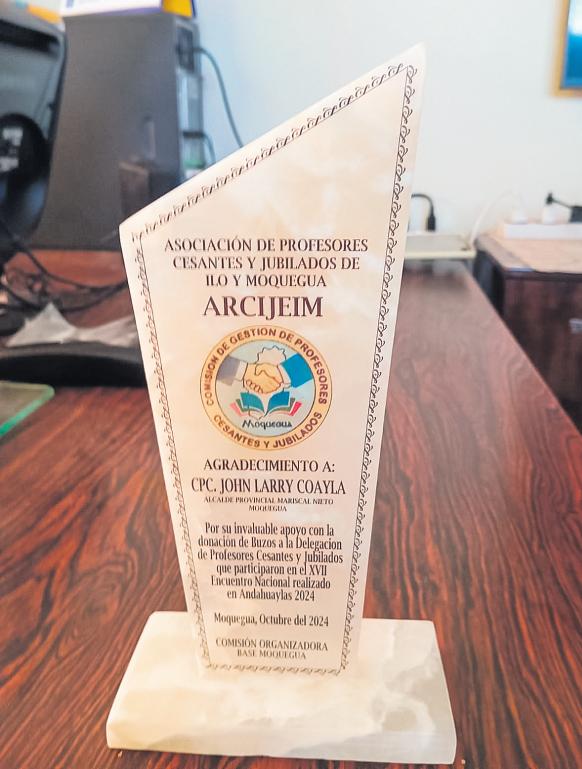 ASOCIACIÓN DE PROFESORES
CESANTES Y JUBILADOS DE
ILO Y MOQUEGUA
ARCIJEIM
COMISIÓN DE GESTION DE PROFESORES
Moquegua
CESANTES Y JUBILADOS
AGRADECIMIENTO A:
CPC. JOHN LARRY COAYLA
ALCALDE PROVINCIAL MARISCAL NIETO
MOQUEGUA
Por su invaluable apoyo con la
donación de Buzos a la Delegacion
de Profesores Cesantes y Jubilados
que participaron en el XVII
Encuentro Nacional realizado
en Andahuaylas 2024
Moquegua, Octubre del 2024
COMISIÓN ORGANIZADORA
BASE MOQUEGUA